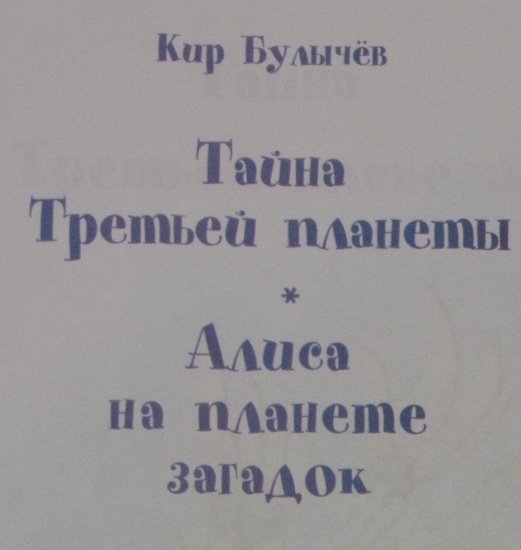 Кир Булычёв
Тайна
Третьей планеты
*
Алиса
на планете
загадок